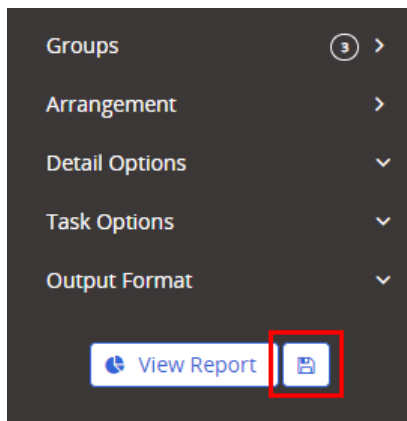 Groups 3
Arrangement
Detail Options
Task Options
Output Format
View Report